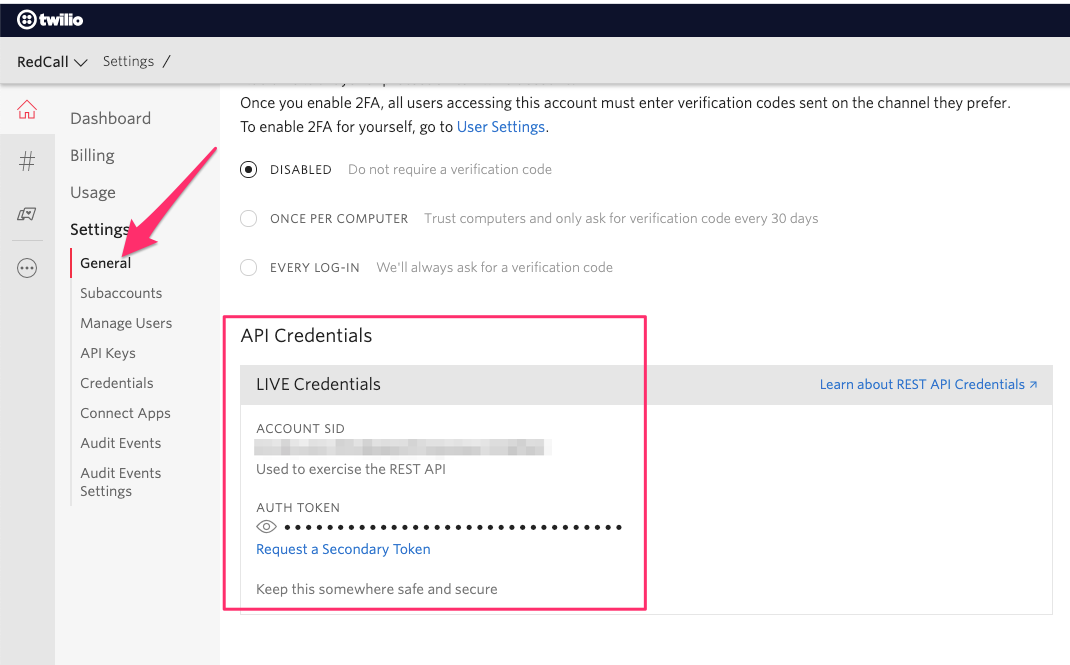 twilio
RedCall Settings /
Dashboard
Billing
Usage
Settings
General
Subaccounts
Manage Users
API Keys
Credentials
Connect Apps
Audit Events
Audit Events
Settings
Once you enable 2FA, all users accessing this account must enter verification codes sent on the channel they prefer.
To enable 2FA for yourself, go to User Settings.
DISABLED Do not require a verification code
ONCE PER COMPUTER Trust computers and only ask for verification code every 30 days
EVERY LOG-IN We'll always ask for a verification code
API Credentials
LIVE Credentials Learn about REST API Credentials
ACCOUNT SID
Used to exercise the REST API
AUTH TOKEN
Request a Secondary Token
Keep this somewhere safe and secure